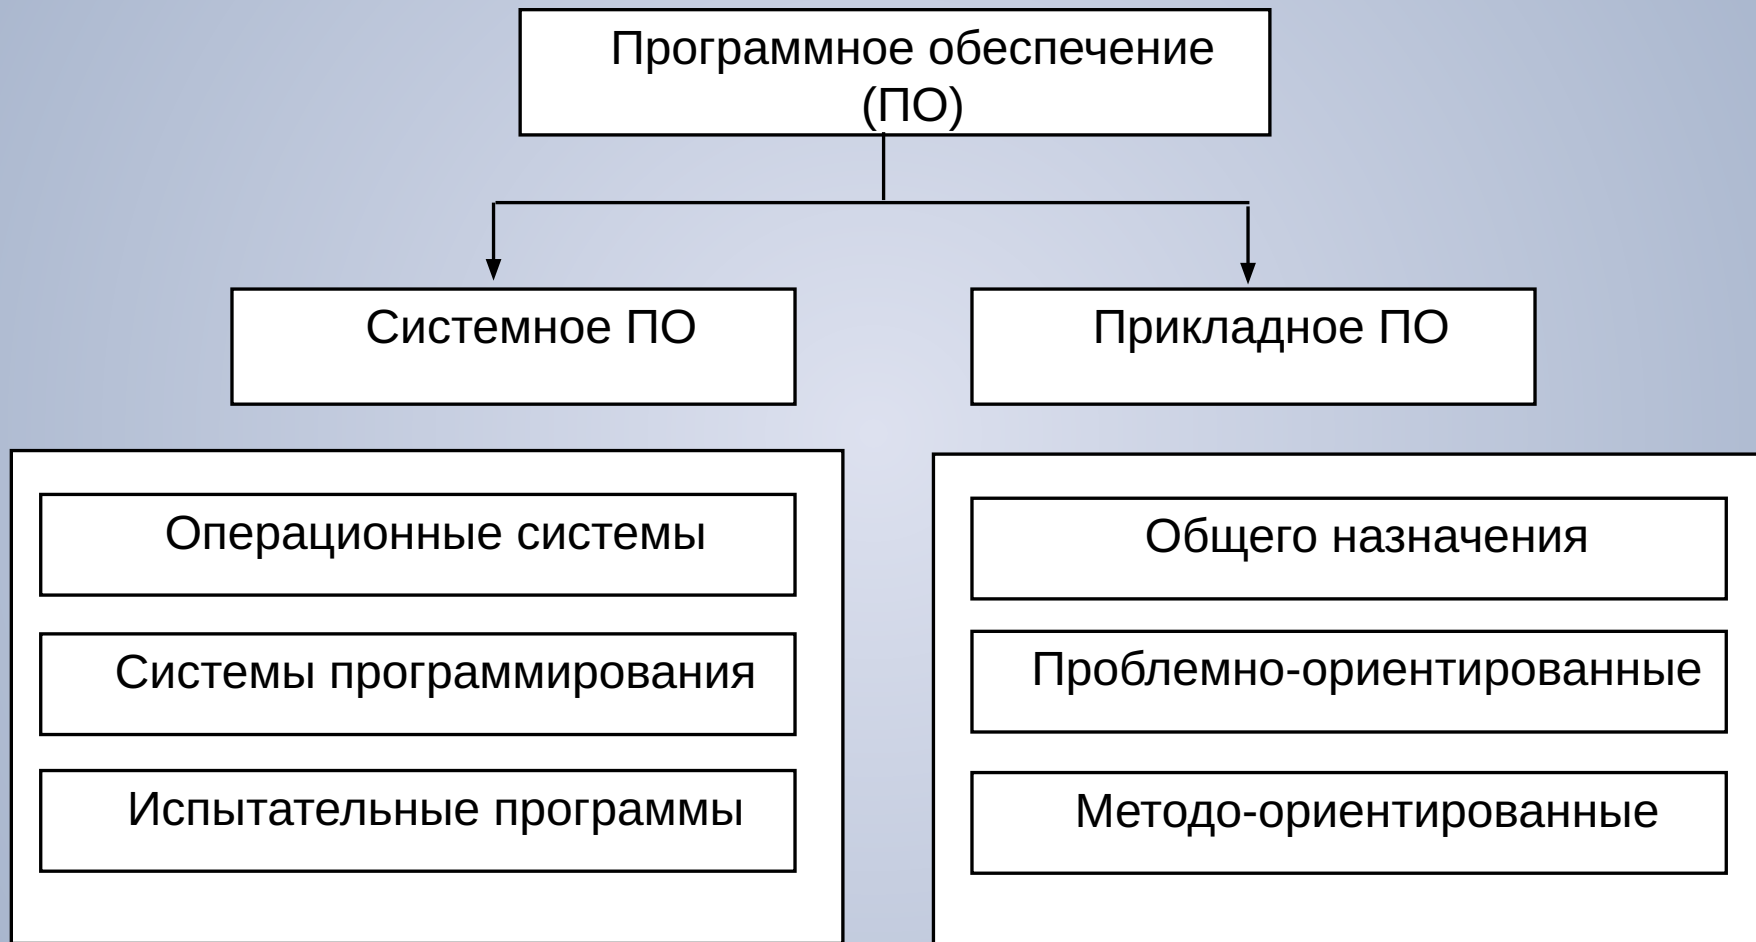 Программное обеспечение
(ПО)
Системное ПО
Прикладное ПО
Операционные системы
Системы программирования
Испытательные программы
Общего назначения
Проблемно-ориентированные
Методо-ориентированные